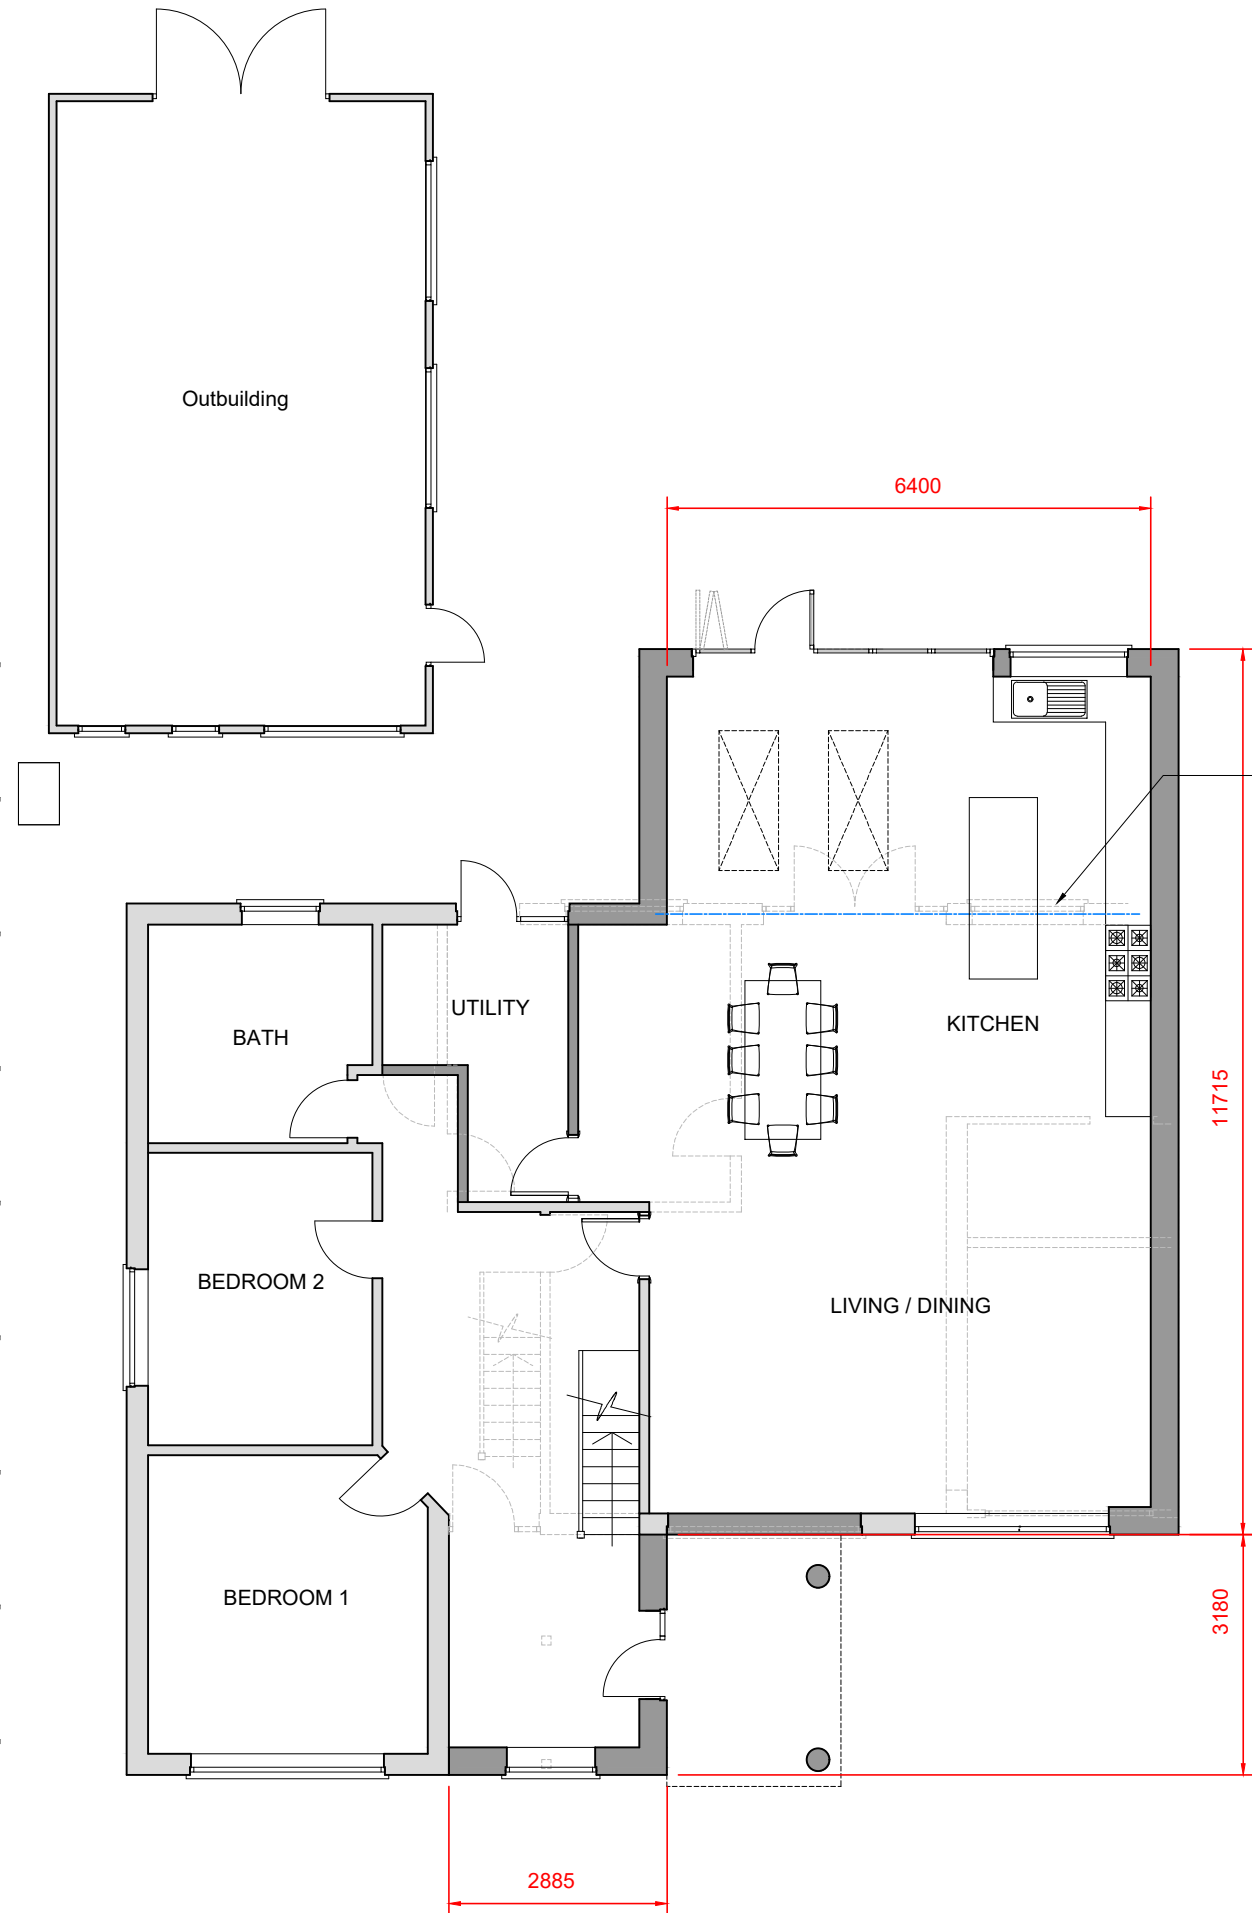 Outbuilding
6400
UTILITY
BATH
KITCHEN
11715
BEDROOM 2
LIVING / DINING
BEDROOM 1
3180
2885